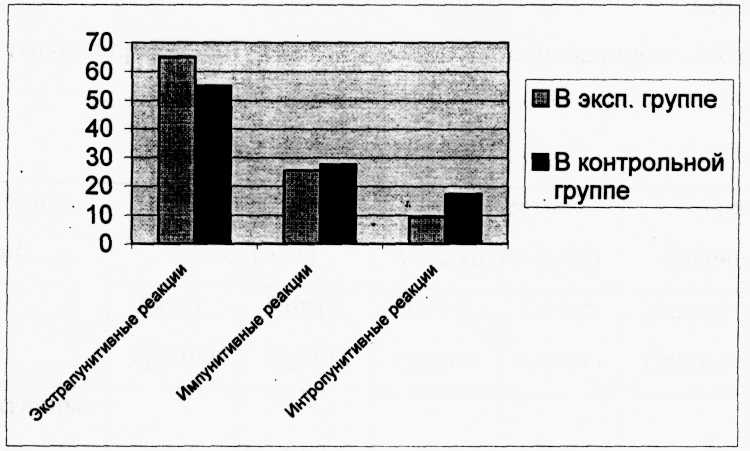 70
60
50
40
30
20
10
0
Экстрапунитивные реакции
Импунитивные реакции
Интропунитивные реакции
В эксп. группе
В контрольной
группе